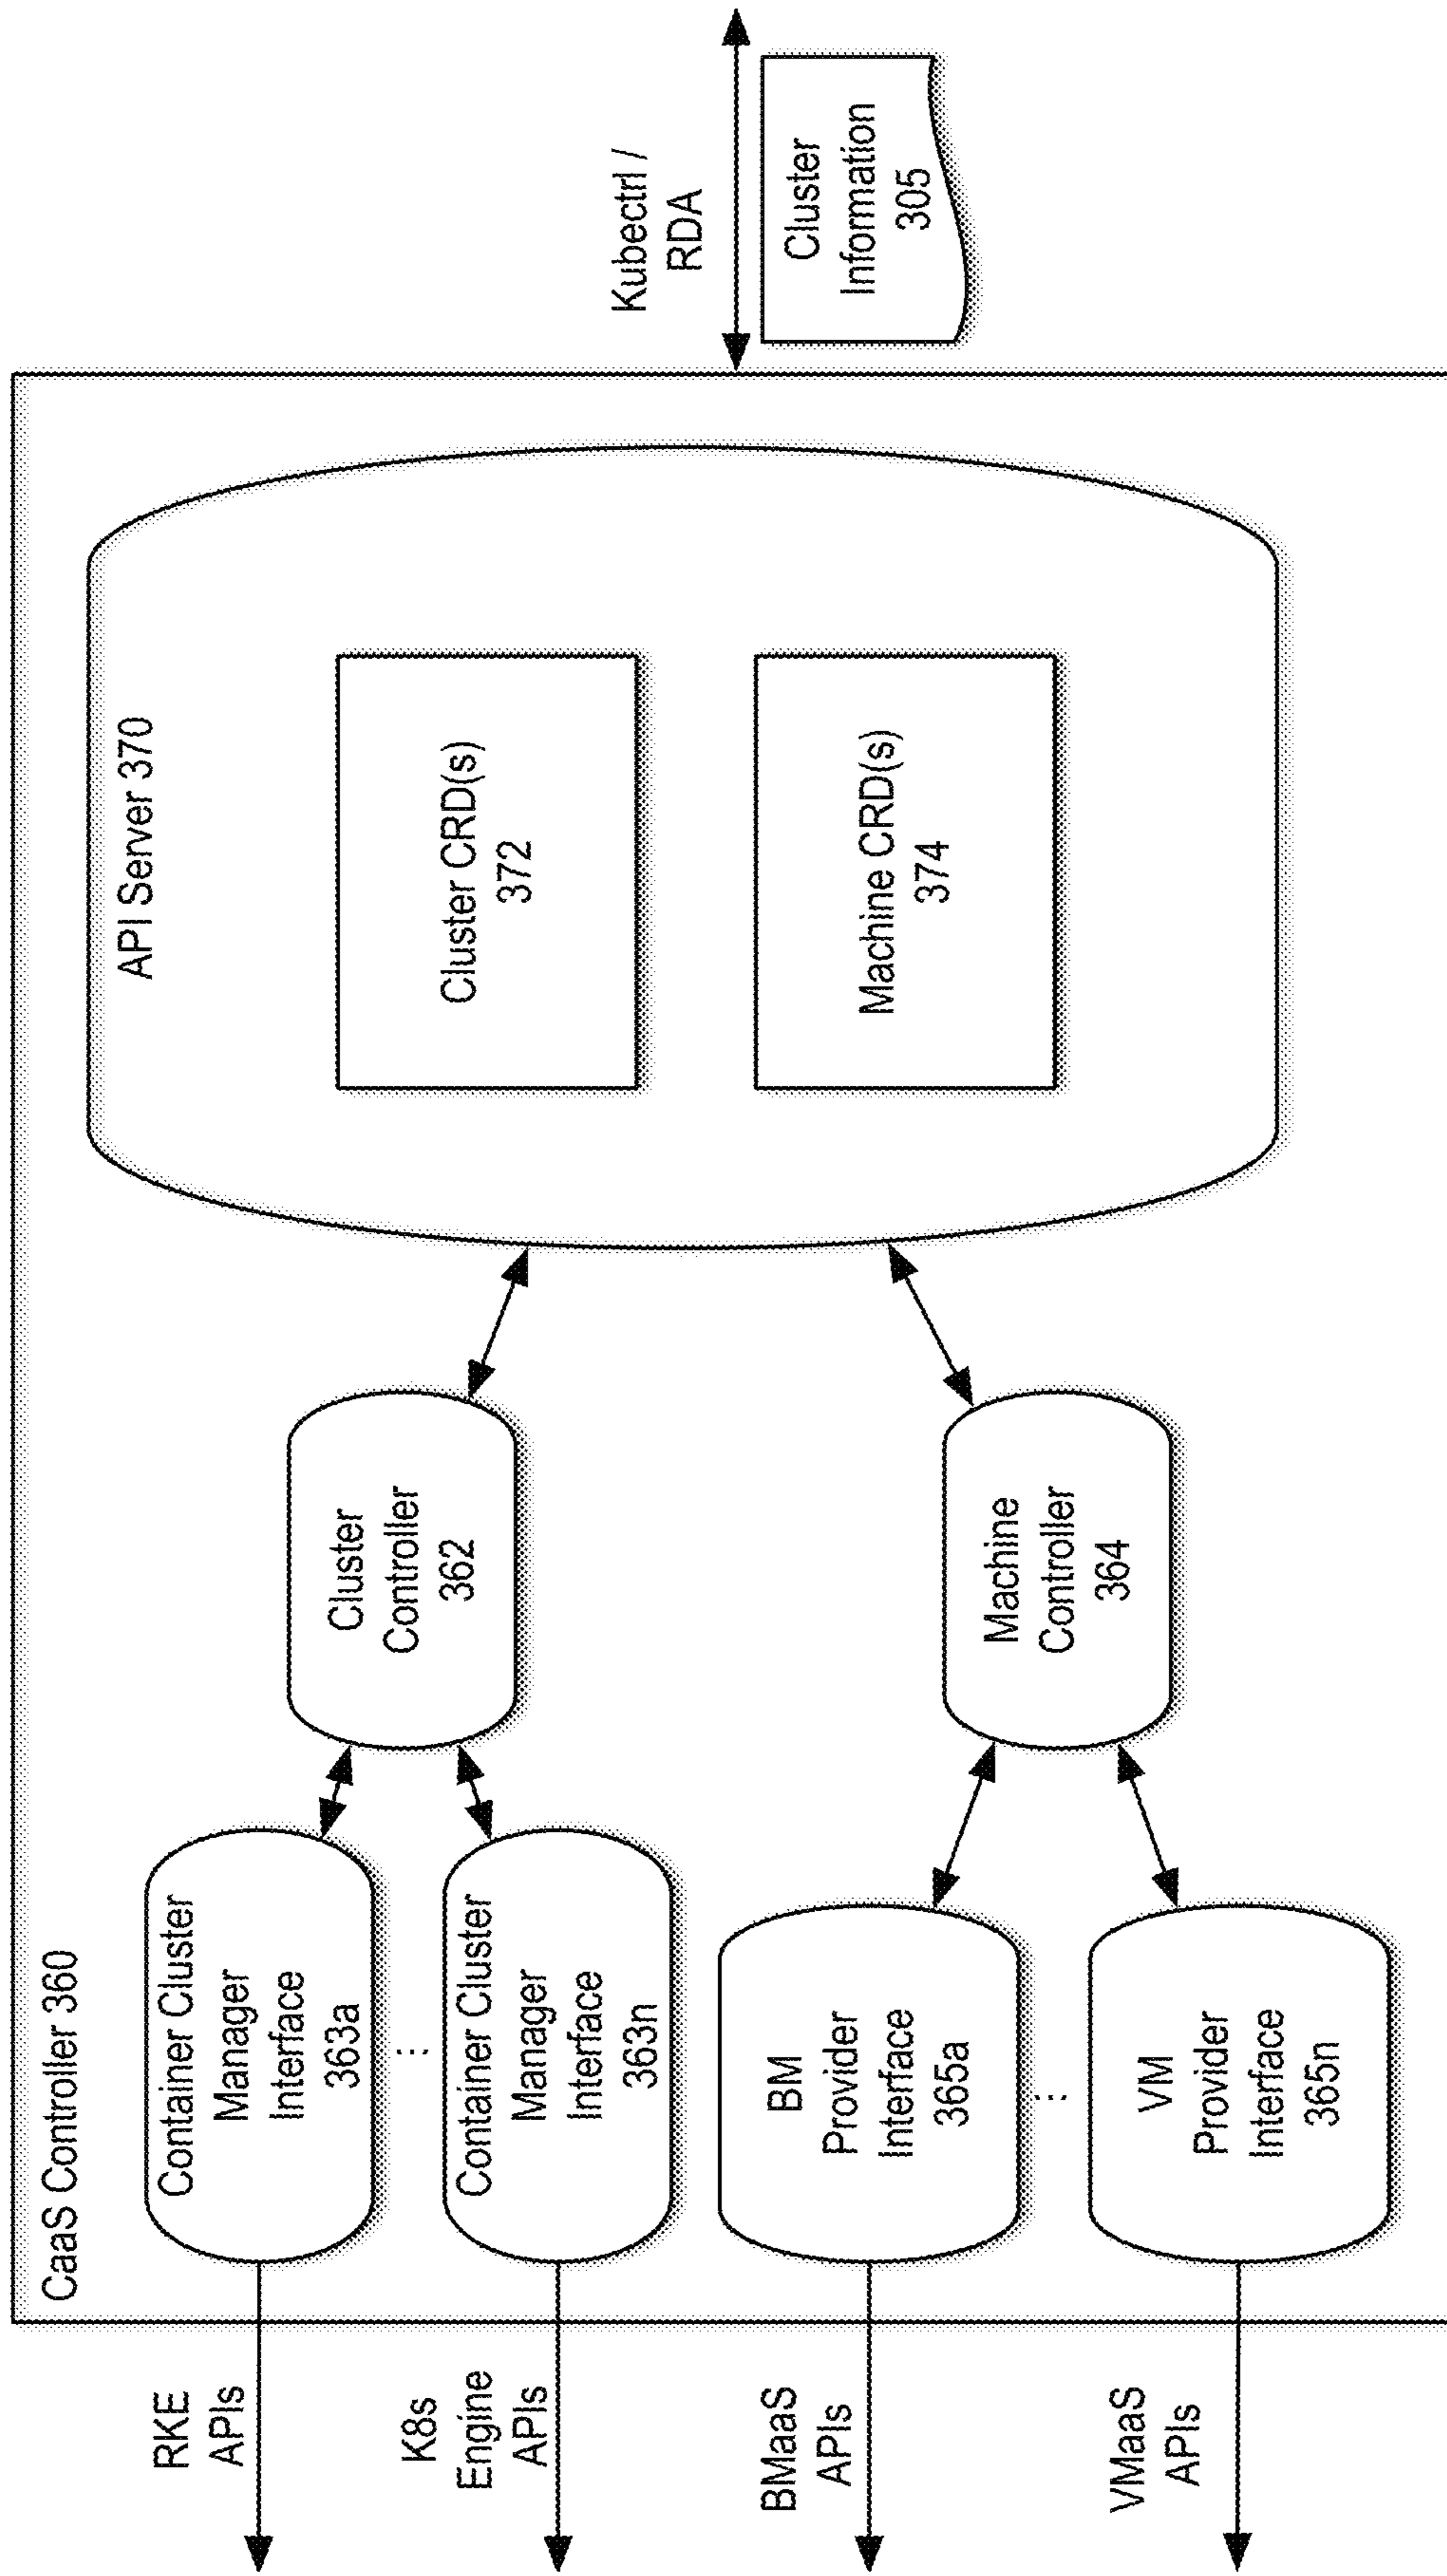 CaaS Controller 360
RKE
APIs
Container Cluster
Manager
Interface
363a
...
K8s
Engine
APIs
Container Cluster
Manager
Interface
363n
Cluster
Controller
362
BMaaS
APIs
BM
Provider
Interface
365a
...
VMaaS
APIs
VM
Provider
Interface
365n
Machine
Controller
364
API Server 370
Cluster CRD(s)
372
Machine CRD(s)
374
Kubectrl /
RDA
Cluster
Information
305